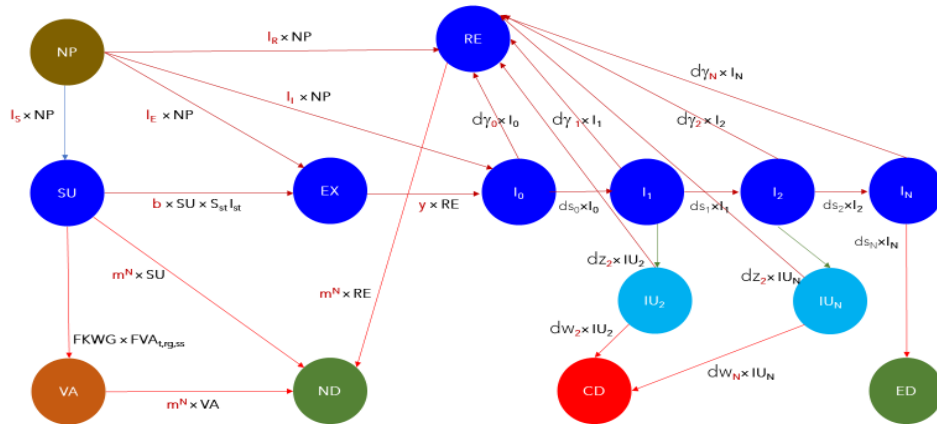 I_R × NP
RE
NP
dγ_N × I_N
I_I × NP
I_S × NP
I_E × NP
dγ_0 × I_0
dγ_1 × I_1
dγ_2 × I_2
SU
EX
I_0
I_1
I_2
I_N
b × SU × S_st I_st
y × RE
ds_0 × I_0
ds_1 × I_1
ds_2 × I_2
ds_N × I_N
m^N × SU
m^N × RE
dz_2 × IU_2
dz_2 × IU_N
IU_2
IU_N
FKWG × FVA_t,rg,ss
dw_2 × IU_2
dw_N × IU_N
VA
ND
CD
ED
m^N × VA